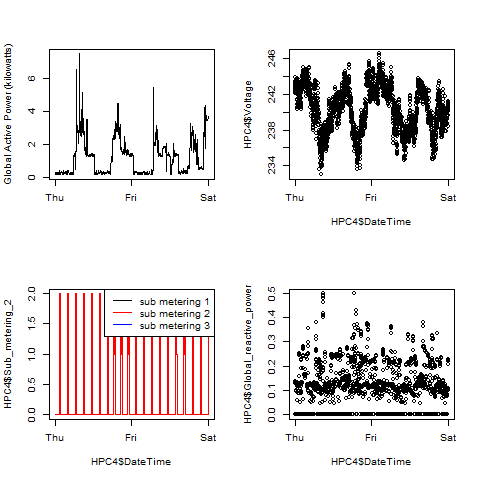 Global Active Power (kilowatts)
0 2 4 6
Thu Fri Sat
HPC4$Voltage
234 238 242 246
Thu Fri Sat
HPC4$DateTime
HPC4$Sub_metering_2
0.0 0.5 1.0 1.5 2.0
sub metering 1
sub metering 2
sub metering 3
Thu Fri Sat
HPC4$DateTime
HPC4$Global_reactive_power
0.0 0.1 0.2 0.3 0.4 0.5
Thu Fri Sat
HPC4$DateTime